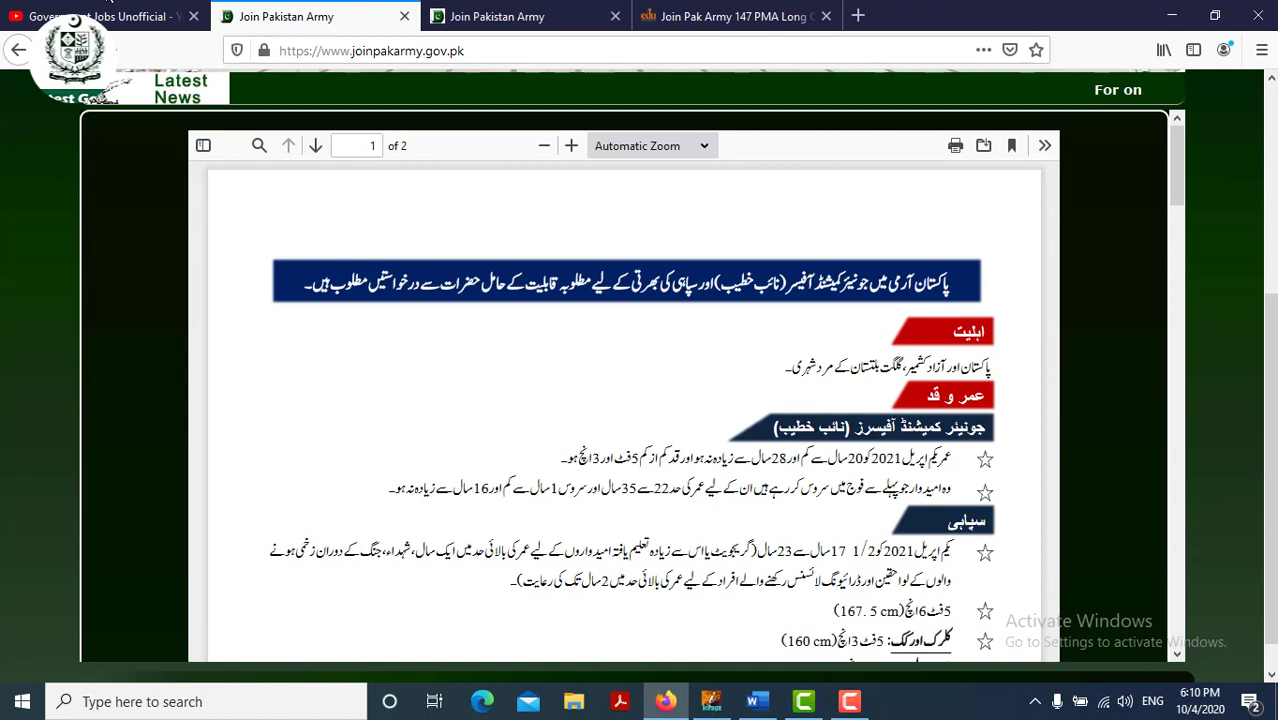 Government Jobs Unofficial - Y
Join Pakistan Army
Join Pakistan Army
Join Pak Army 147 PMA Long C
https://www.joinpakarmy.gov.pk
Latest
News
For on
1 of 2
Automatic Zoom
پاکستان آرمی میں جونیئر کمیشنڈ آفیسر (نائب خطیب) اور سپاہی کی بھرتی کے لیے مطلوبہ قابلیت کے حامل حضرات سے درخواستیں مطلوب ہیں۔
اہلیت
پاکستان اور آزاد کشمیر، گلگت بلتستان کے مرد شہری۔
عمر و قد
جونیئر کمیشنڈ آفیسرز (نائب خطیب)
عمر یکم اپریل 2021 کو 20 سال سے کم اور 28 سال سے زیادہ نہ ہو اور قد کم از کم 5 فٹ اور 3 انچ ہو۔
وہ امیدوار جو پہلے سے فوج میں سروس کر رہے ہیں ان کے لیے عمر کی حد 22 سے 35 سال اور سروس 1 سال سے کم اور 16 سال سے زیادہ نہ ہو۔
سپاہی
یکم اپریل 2021 کو 1/2 17 سال سے 23 سال (گریجویٹ یا اس سے زیادہ تعلیم یافتہ امیدواروں کے لیے عمر کی بالائی حد میں ایک سال، شہداء، جنگ کے دوران زخمی ہونے
والوں کے لواحقین اور ڈرائیونگ لائسنس رکھنے والے افراد کے لیے عمر کی بالائی حد میں 2 سال تک کی رعایت)۔
5 فٹ 6 انچ (167. 5 cm)
کلرک اور کک: 5 فٹ 3 انچ (160 cm)
Activate Windows
Go to Settings to activate Windows.
Type here to search
ENG
6:10 PM
10/4/2020
2